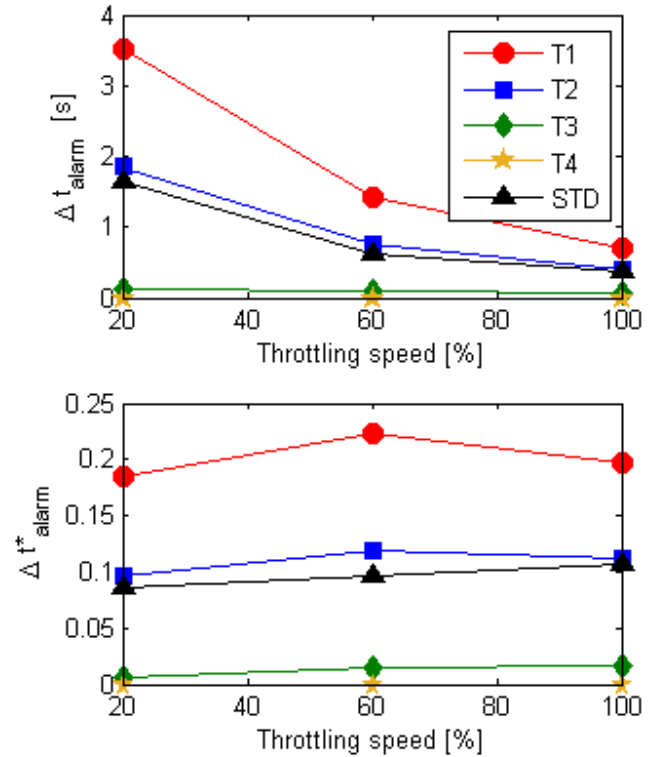 4
3
2
1
0
Δ t_alarm [s]
T1
T2
T3
T4
STD
20 40 60 80 100
Throttling speed [%]
0.25
0.2
0.15
0.1
0.05
0
Δ t*_alarm
20 40 60 80 100
Throttling speed [%]